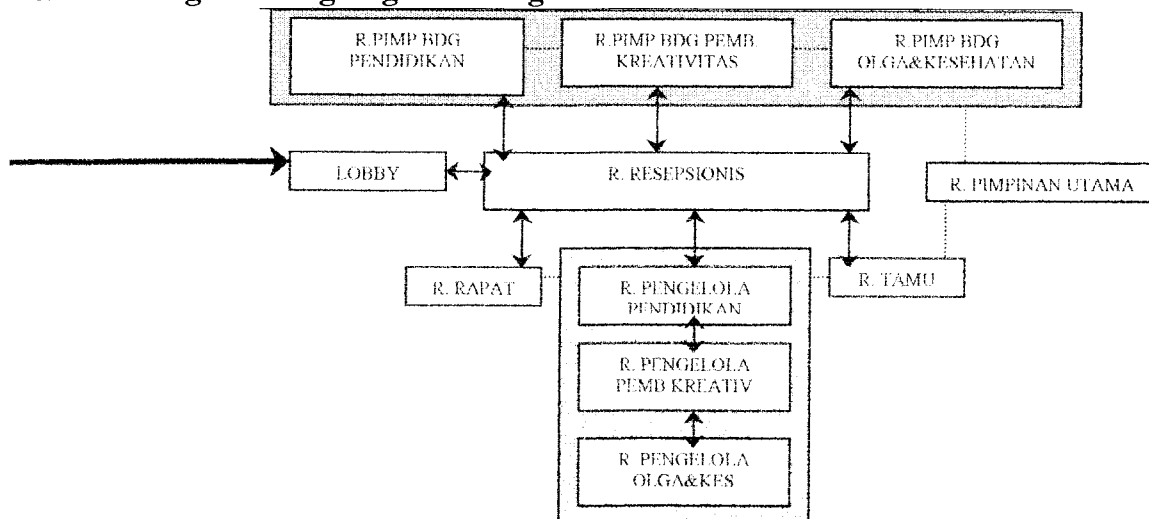 R.PIMP BDG
PENDIDIKAN
R.PIMP BDG PEMB.
KREATIVITAS
R.PIMP BDG
OLGA&KESEHATAN
LOBBY
R. RESEPSIONIS
R. PIMPINAN UTAMA
R. RAPAT
R. PENGELOLA
PENDIDIKAN
R. TAMU
R. PENGELOLA
PEMB KREATIV
R. PENGELOLA
OLGA&KES